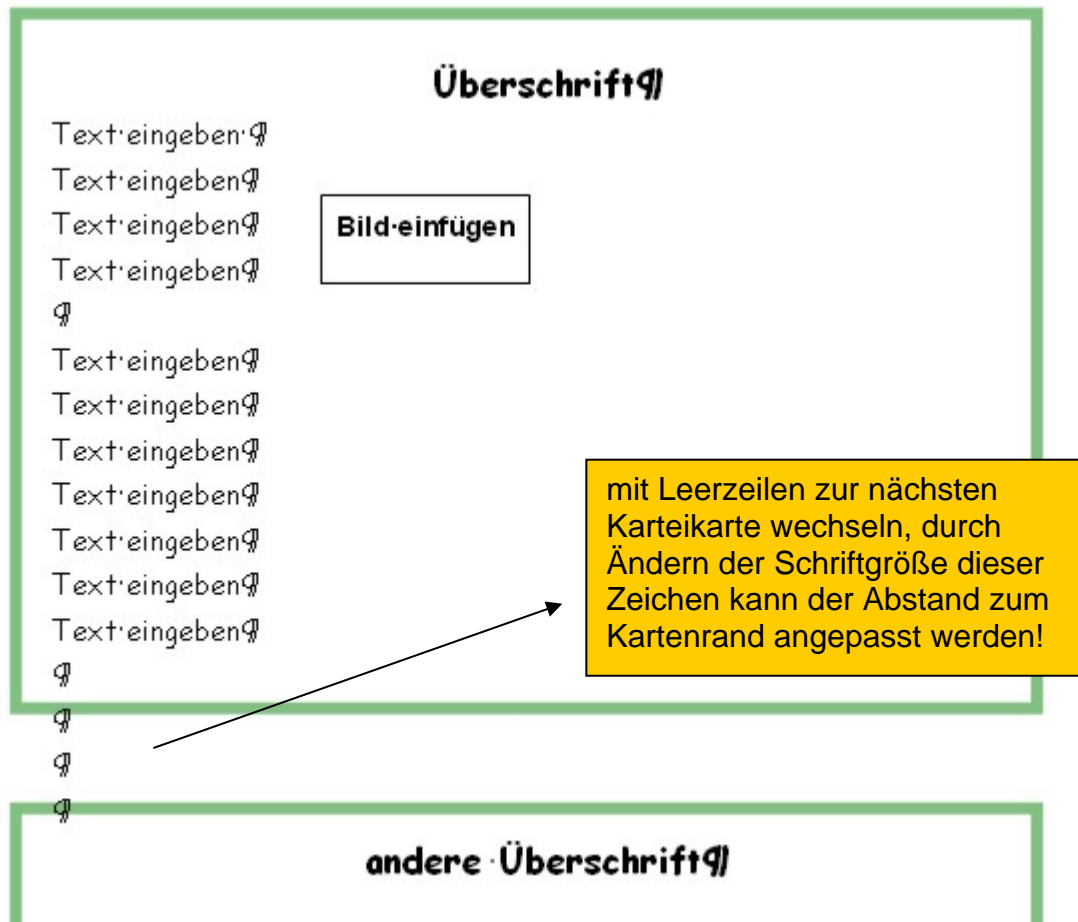 Überschrift¶
Text·eingeben·¶
Text·eingeben¶
Text·eingeben¶
Text·eingeben¶
Bild·einfügen
¶
Text·eingeben¶
Text·eingeben¶
Text·eingeben¶
Text·eingeben¶
Text·eingeben¶
Text·eingeben¶
Text·eingeben¶
¶
mit Leerzeilen zur nächsten
Karteikarte wechseln, durch
Ändern der Schriftgröße dieser
Zeichen kann der Abstand zum
Kartenrand angepasst werden!
¶
¶
¶
andere·Überschrift¶